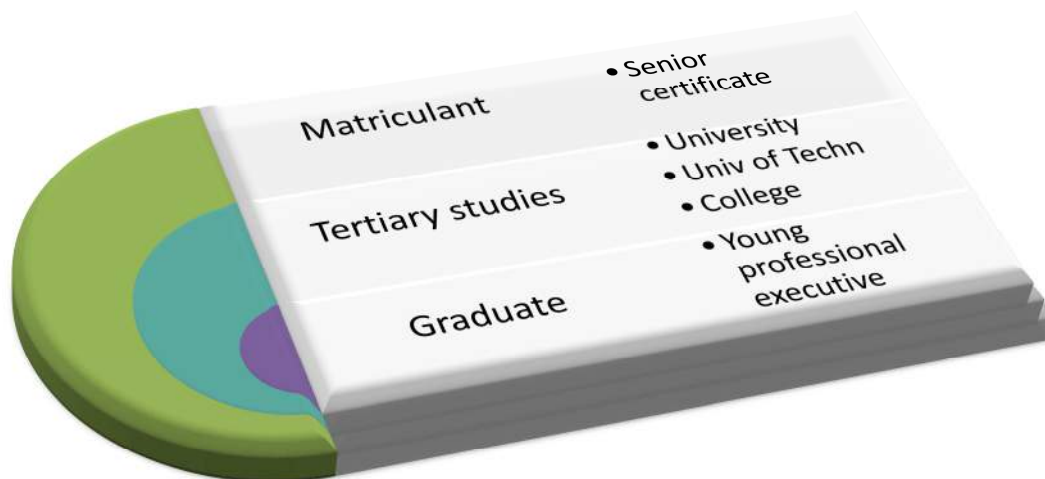 Matriculant
• Senior
certificate
Tertiary studies
• University
• Univ of Techn
• College
Graduate
• Young
professional
executive